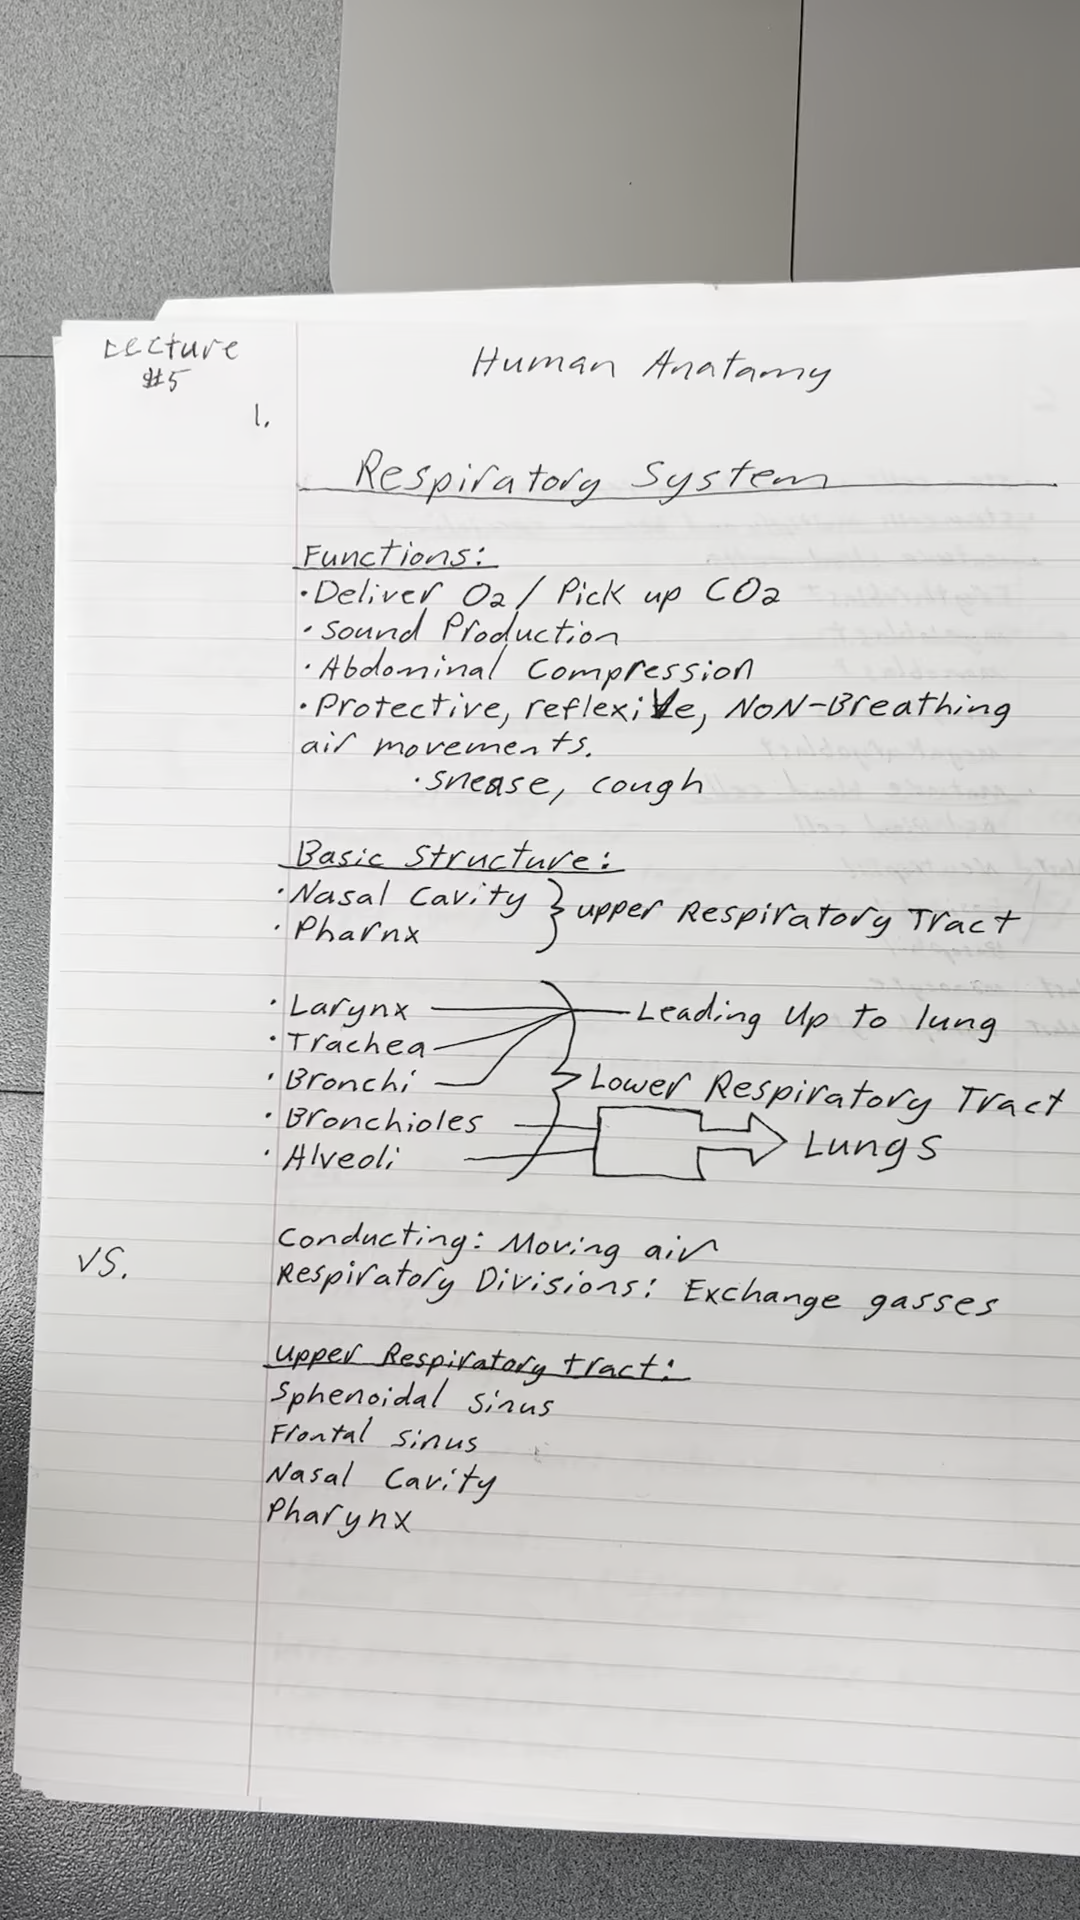 Lecture
#5
Human Anatamy
1.
Respiratory System
Functions:
· Deliver O2 / Pick up CO2
· Sound Production
· Abdominal Compression
· Protective, reflexive, NoN-Breathing
air movements.
· snease, cough
Basic Structure:
· Nasal Cavity } upper Respiratory Tract
· Pharnx
· Larynx Leading Up to lung
· Trachea
· Bronchi Lower Respiratory Tract
· Bronchioles
· Alveoli Lungs
Conducting: Moving air
vs.
Respiratory Divisions: Exchange gasses
upper Respiratory tract:
Sphenoidal sinus
Frontal sinus
Nasal Cavity
Pharynx